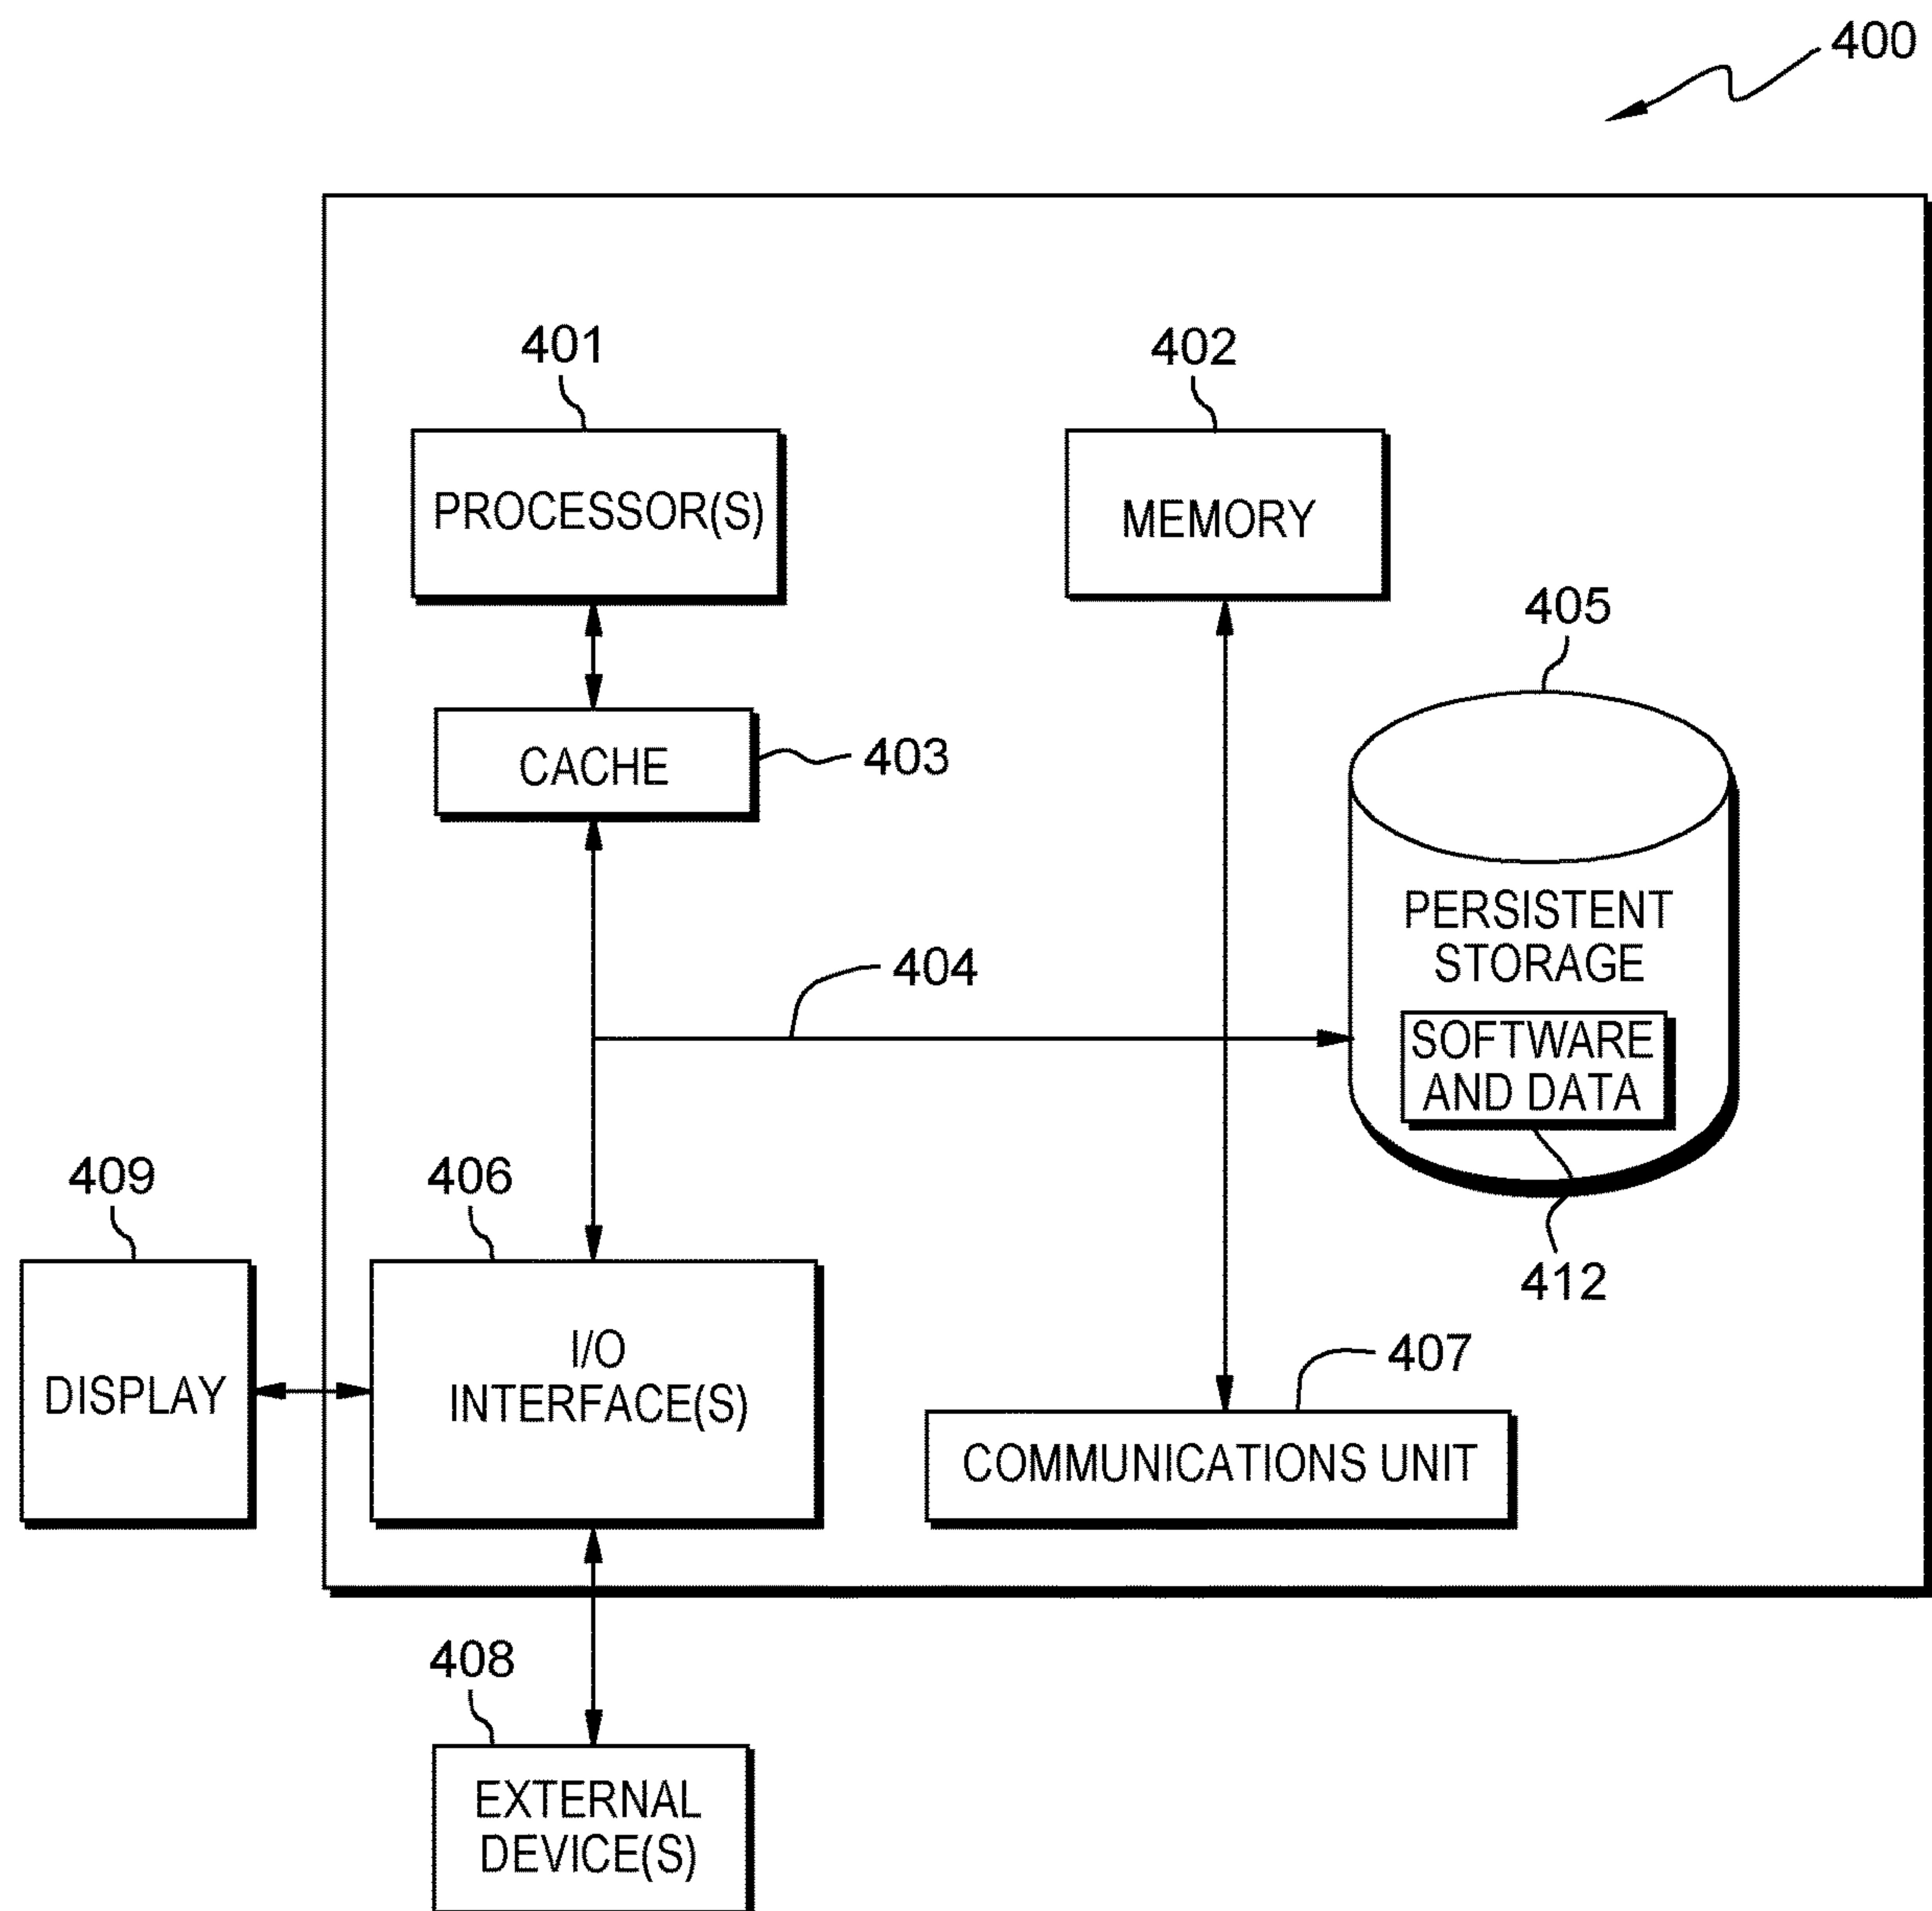 400
401
402
PROCESSOR(S)
MEMORY
405
CACHE
403
PERSISTENT
STORAGE
404
SOFTWARE
AND DATA
409
406
412
I/O
INTERFACE(S)
DISPLAY
407
COMMUNICATIONS UNIT
408
EXTERNAL
DEVICE(S)